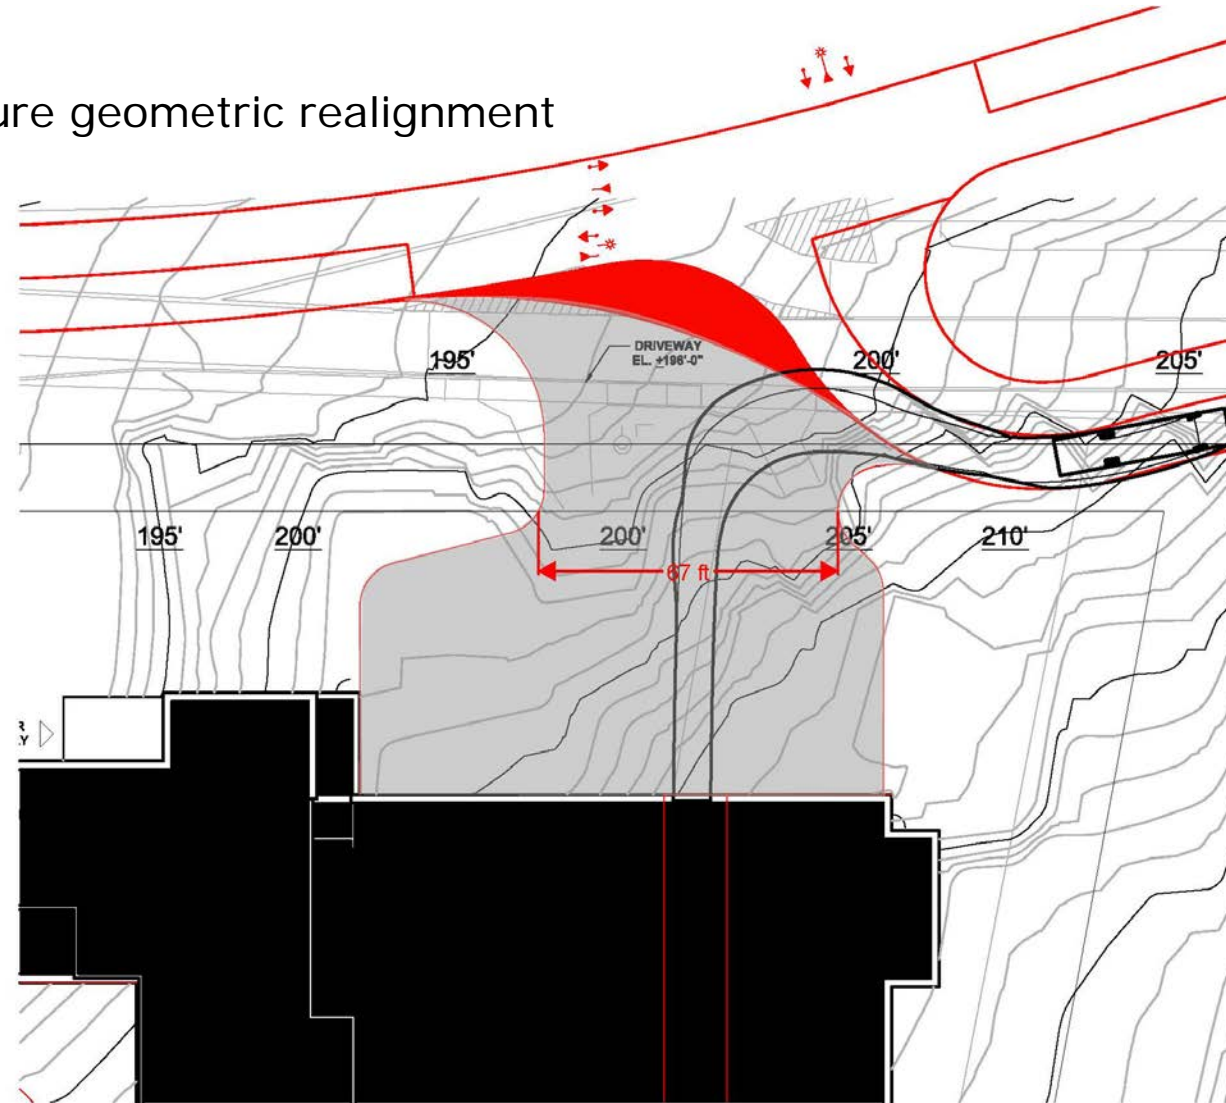 ure geometric realignment
DRIVEWAY
EL. ±196'-0"
195'
200'
205'
195'
200'
200'
205'
210'
67 ft
R
Y